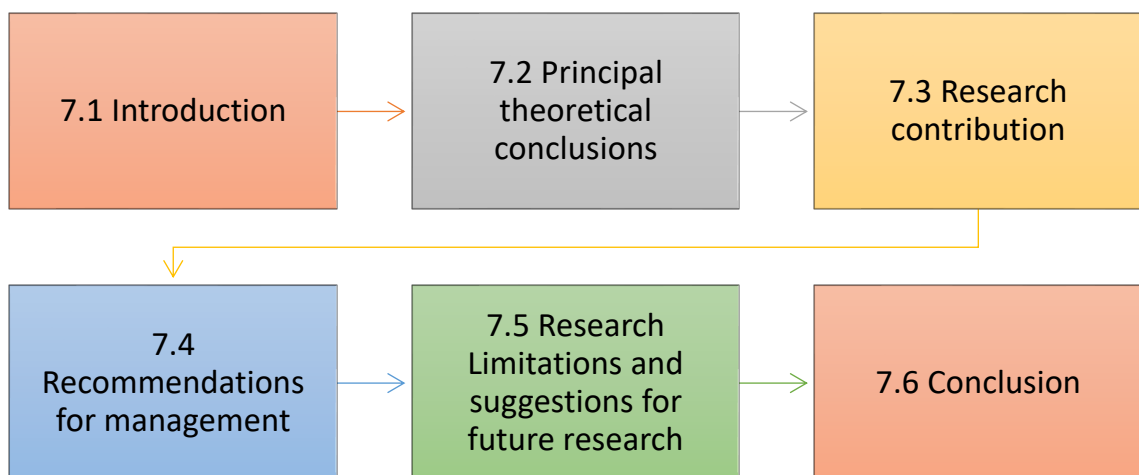 7.1 Introduction
7.2 Principal
theoretical
conclusions
7.3 Research
contribution
7.4
Recommendations
for management
7.5 Research
Limitations and
suggestions for
future research
7.6 Conclusion